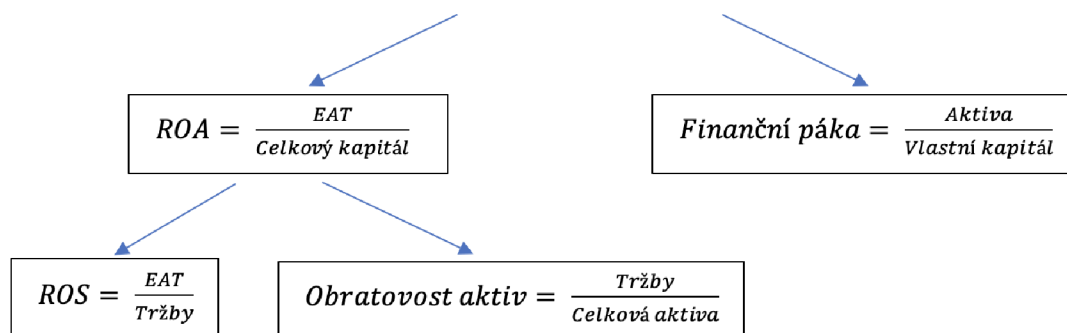 ROA = EAT / Celkový kapitál
Finanční páka = Aktiva / Vlastní kapitál
ROS = EAT / Tržby
Obratovost aktiv = Tržby / Celková aktiva